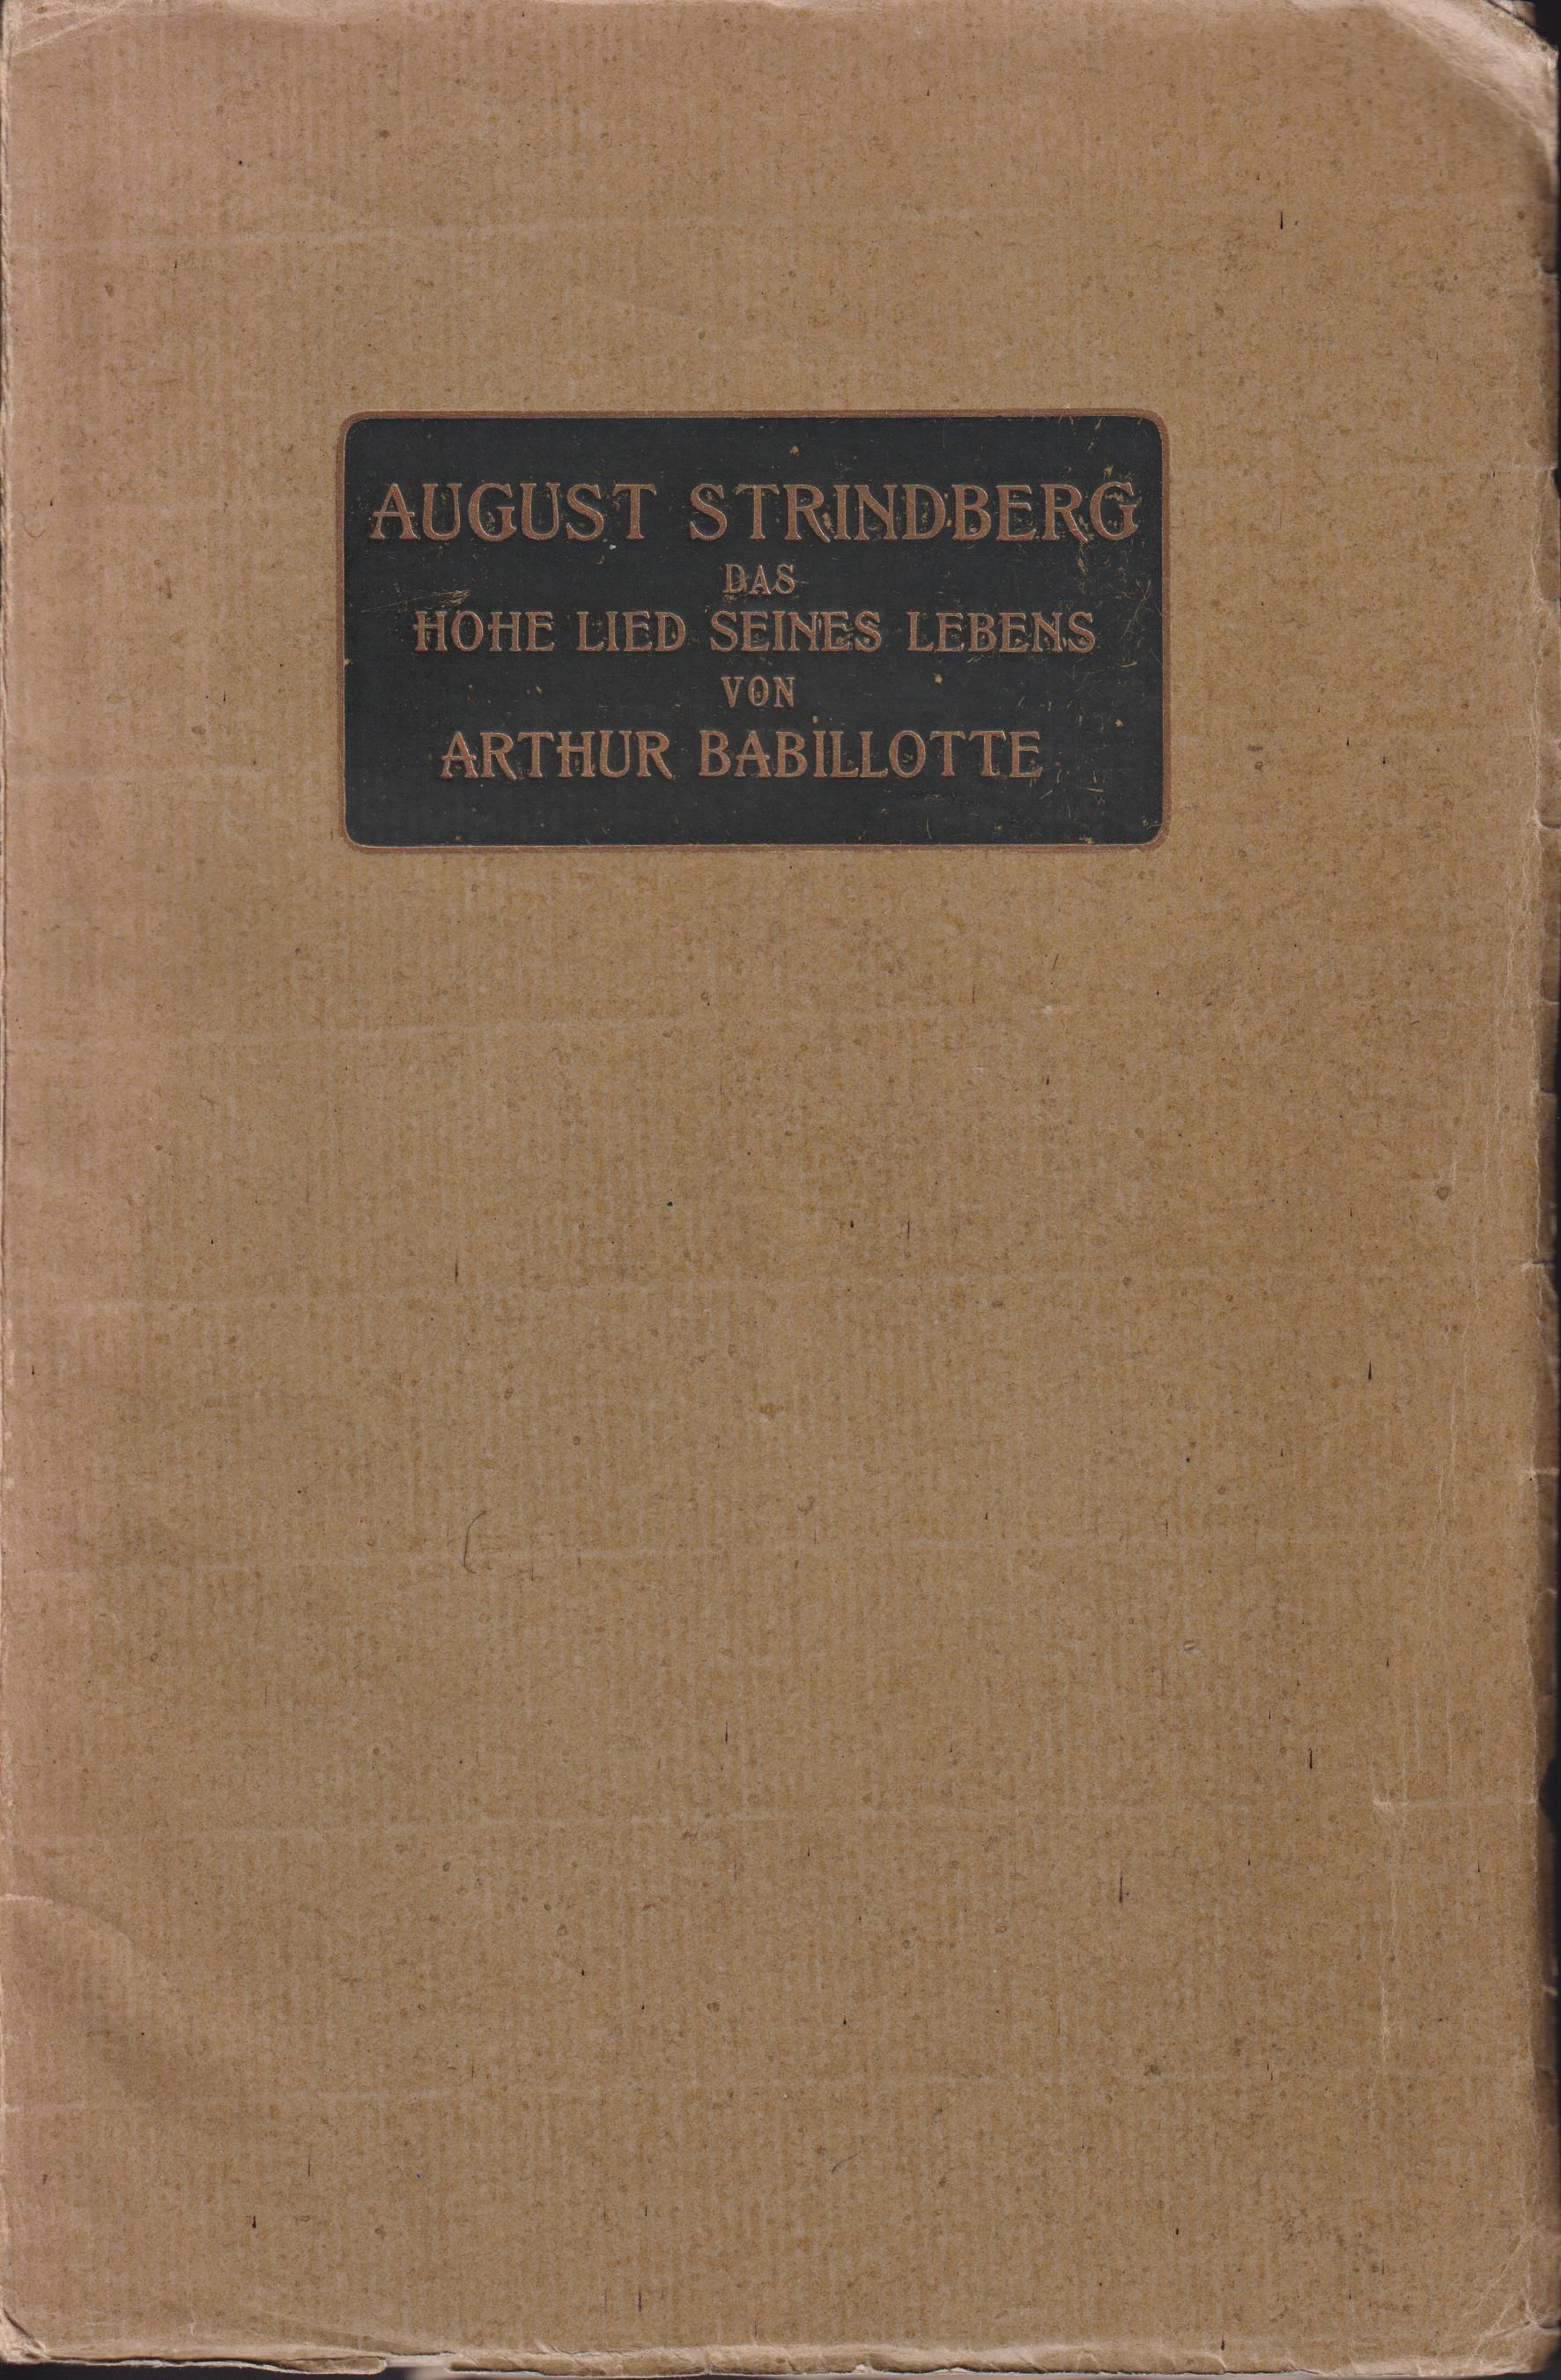 AUGUST STRINDBERG
DAS
HOHE LIED SEINES LEBENS
VON
ARTHUR BABILLOTTE